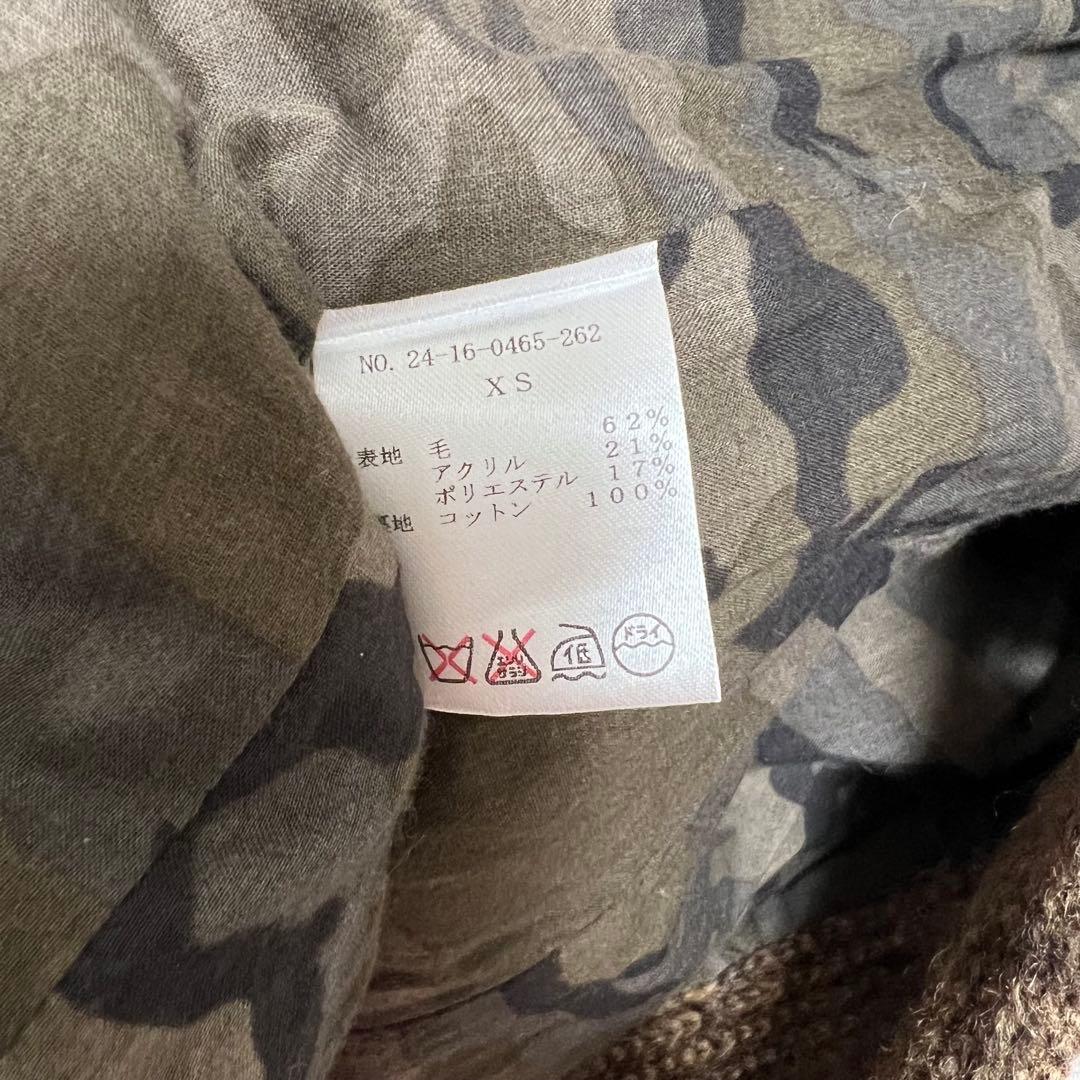 NO. 24-16-0465-262
XS
表地 毛 62%
アクリル 21%
ポリエステル 17%
地 コットン 100%
エンソ サラシ 低 ドライ